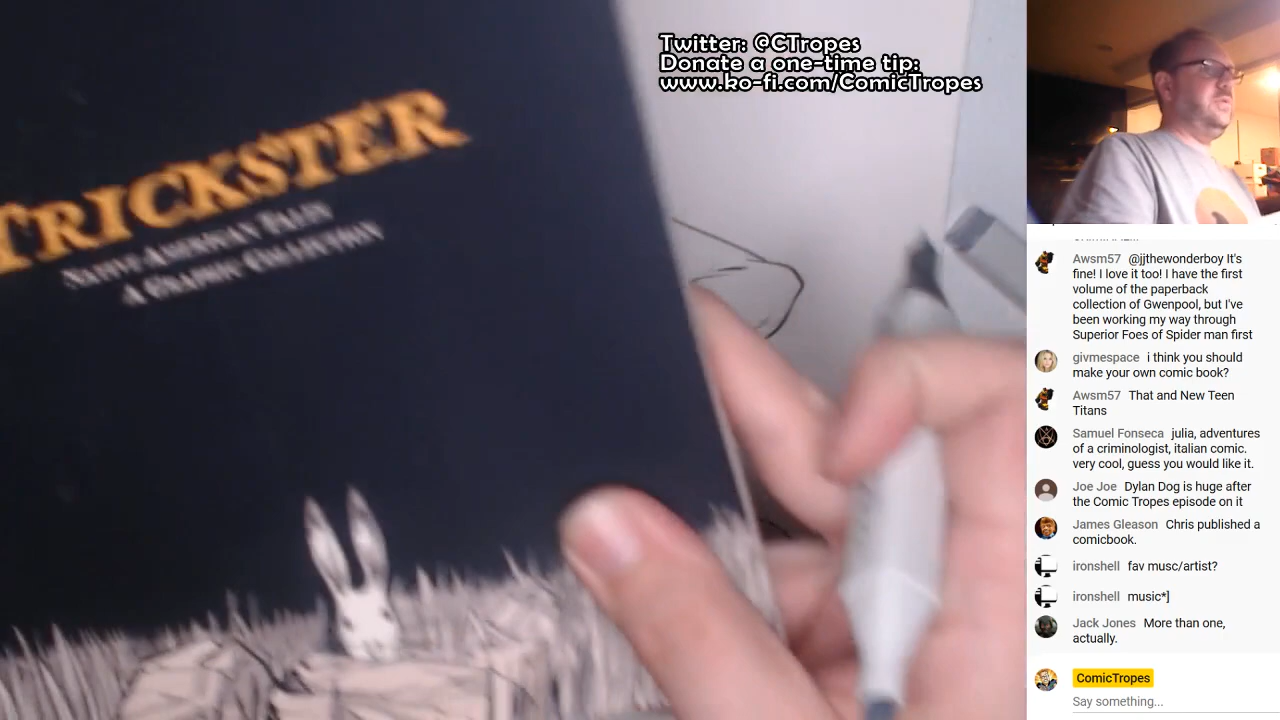 Twitter: @CTropes
Donate a one-time tip:
www.ko-fi.com/ComicTropes
TRICKSTER
NATIVE AMERICAN TALES
A GRAPHIC COLLECTION
Awsm57 @jjthewonderboy It's
fine! I love it too! I have the first
volume of the paperback
collection of Gwenpool, but I've
been working my way through
Superior Foes of Spider man first
givmespace i think you should
make your own comic book?
Awsm57 That and New Teen
Titans
Samuel Fonseca julia, adventures
of a criminologist, italian comic.
very cool, guess you would like it.
Joe Joe Dylan Dog is huge after
the Comic Tropes episode on it
James Gleason Chris published a
comicbook.
ironshell fav musc/artist?
ironshell music*]
Jack Jones More than one,
actually.
ComicTropes
Say something...